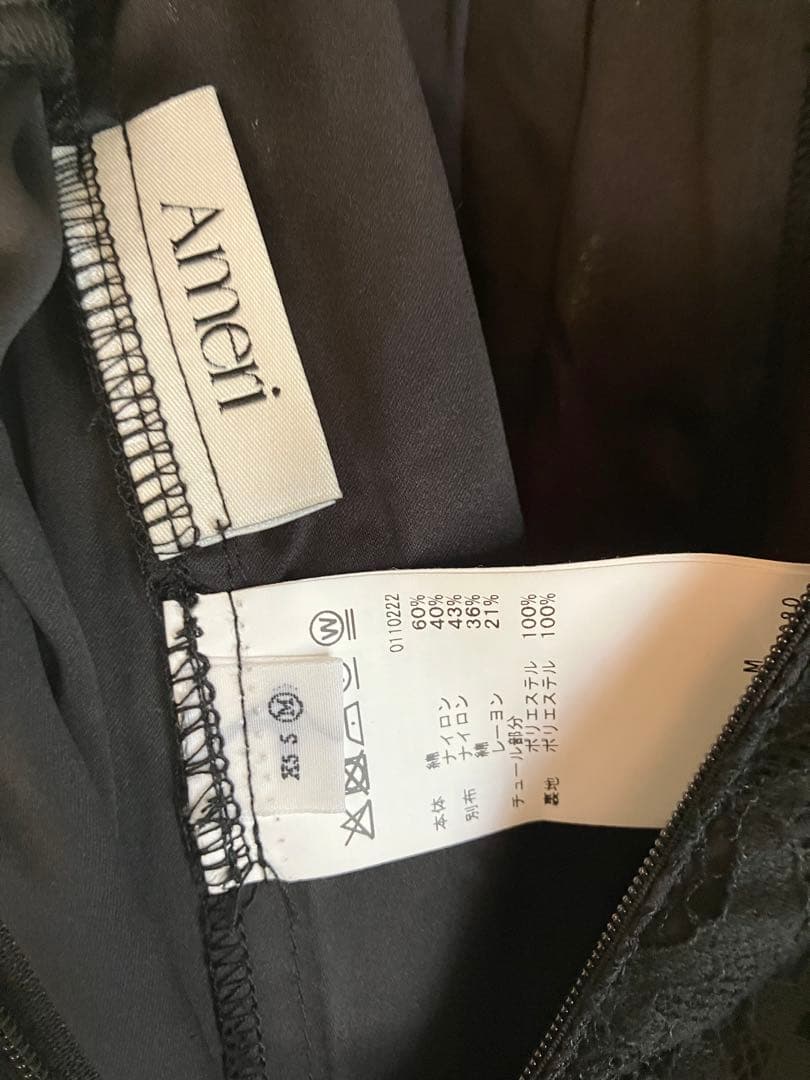 Ameri
XS S Ⓜ
Ⓦ
0110222
本体 綿 60%
ナイロン 40%
別布 ナイロン 43%
綿 36%
レーヨン 21%
チュール部分
ポリエステル 100%
裏地 ポリエステル 100%
M